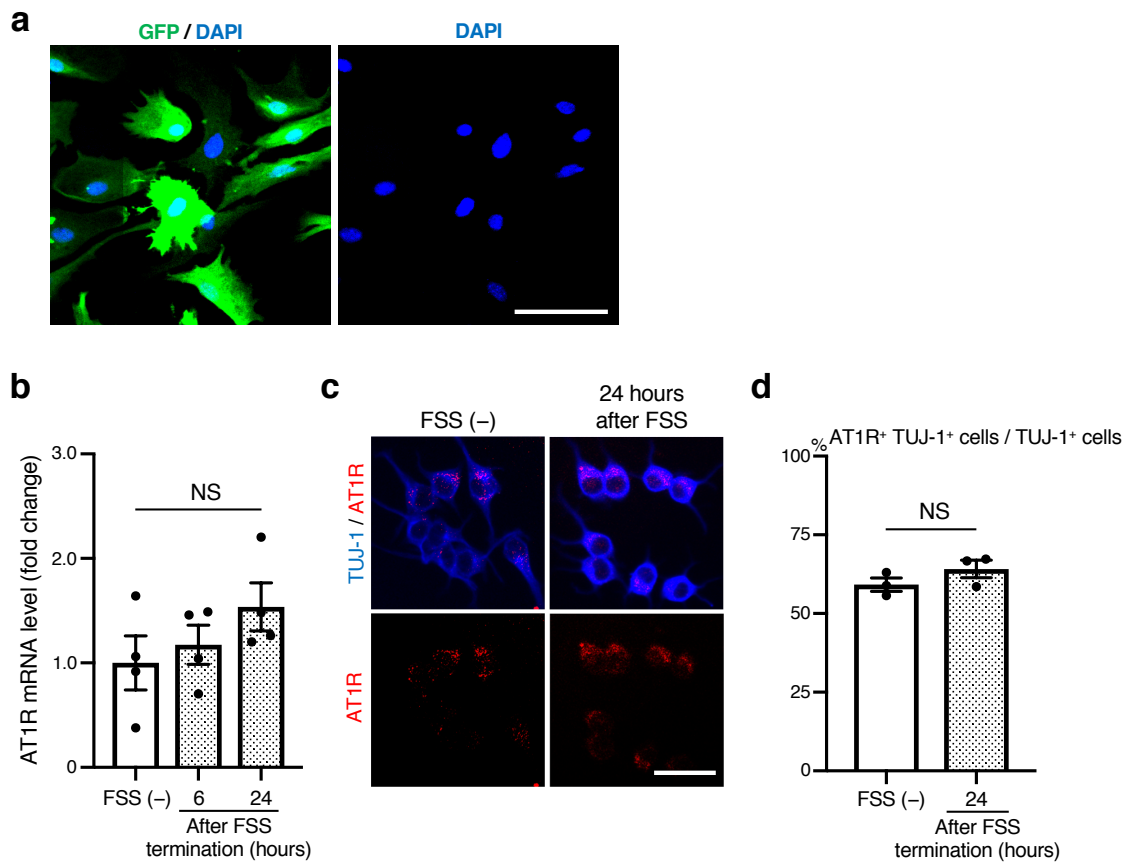 a
GFP / DAPI
DAPI
b
AT1R mRNA level (fold change)
3.0
2.0
1.0
0
NS
FSS (−)
6
24
After FSS
termination (hours)
c
FSS (−)
24 hours
after FSS
TUJ-1 / AT1R
AT1R
d
% AT1R⁺ TUJ-1⁺ cells / TUJ-1⁺ cells
100
75
50
25
0
NS
FSS (−)
24
After FSS
termination (hours)